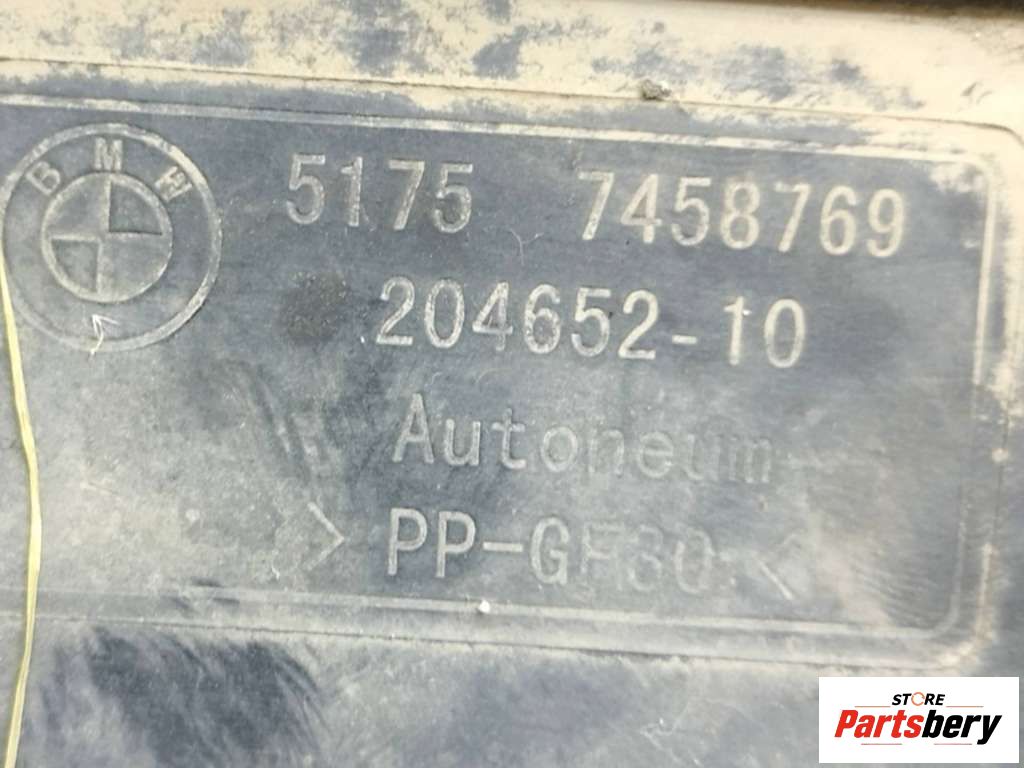 BMW
5175 7458769
204652-10
Autoneum
>PP-GF30<
STORE
Partsbery